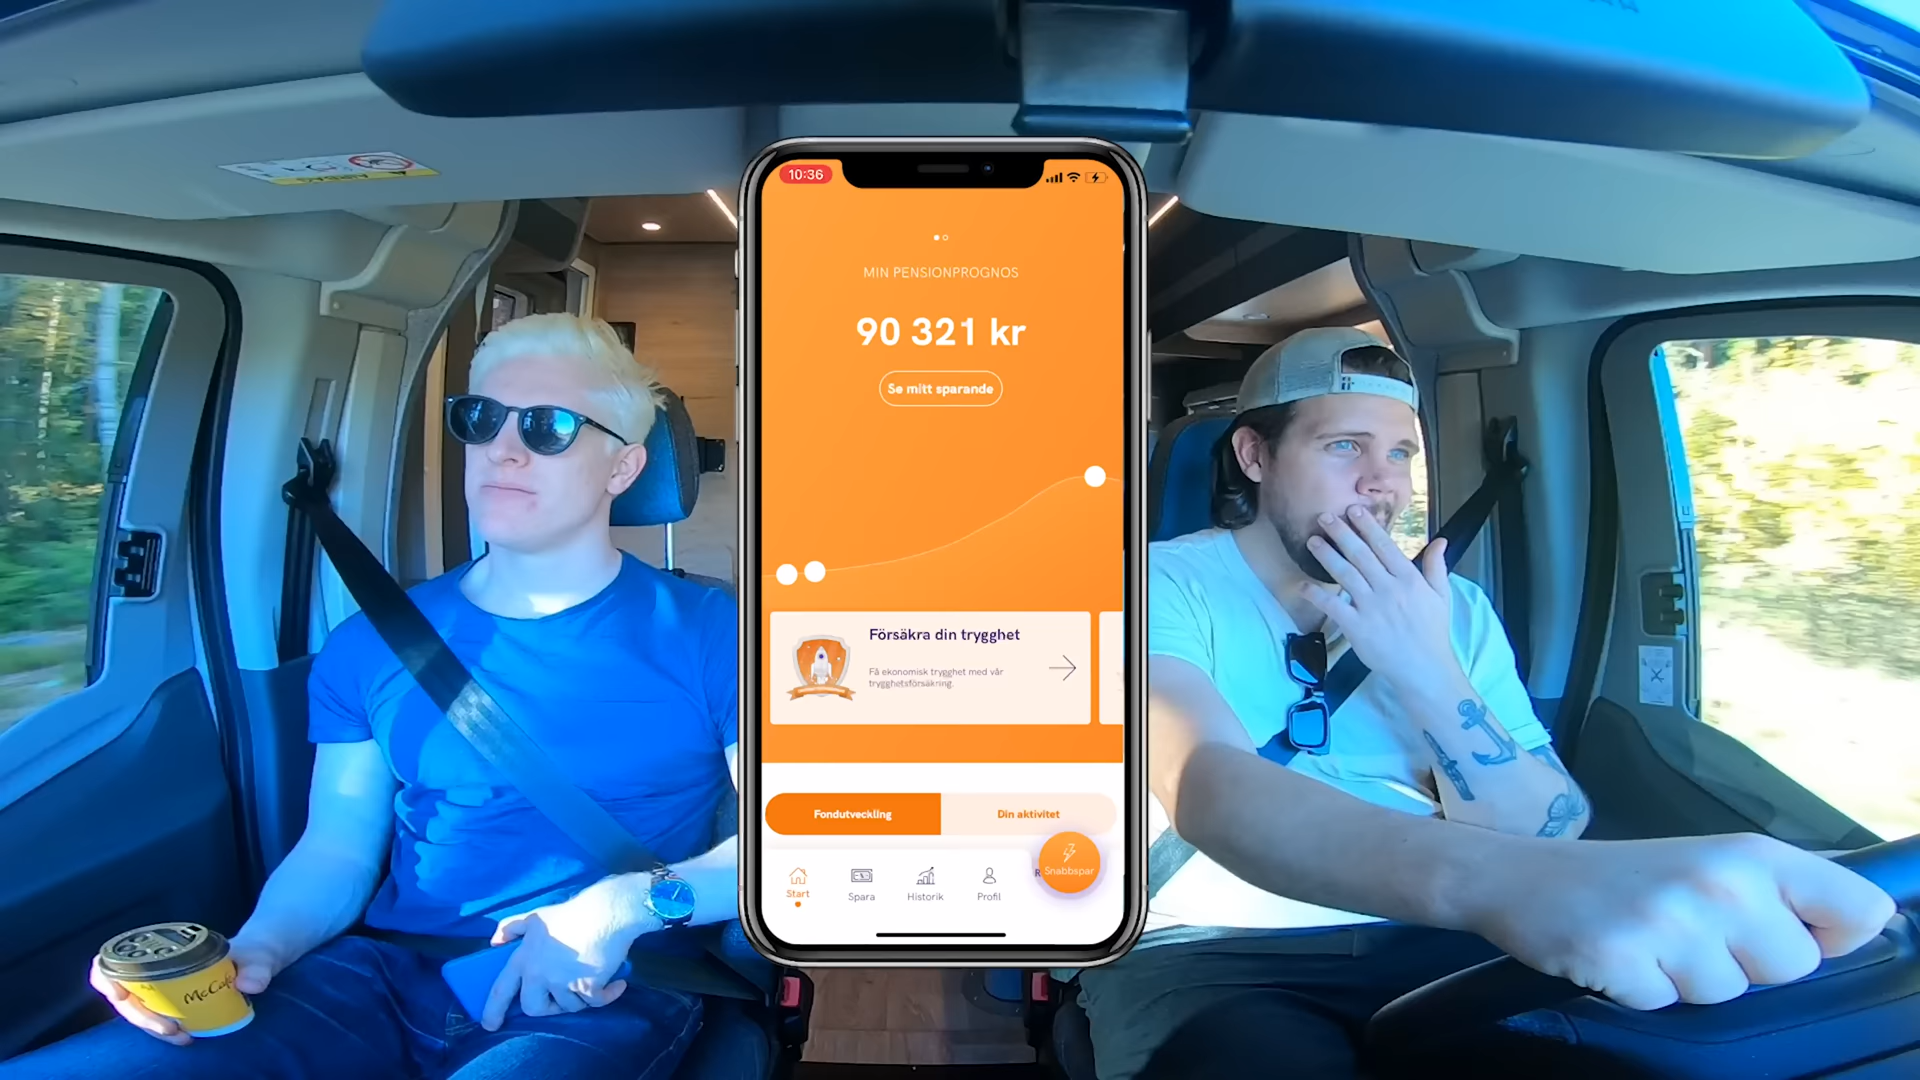 10:36
MIN PENSIONPROGNOS
90 321 kr
Se mitt sparande
Försäkra din trygghet
Få ekonomisk trygghet med vår
trygghetsförsäkring.
Fondutveckling
Din aktivitet
Start
Spara
Historik
Profil
Snabbspar
McCafé